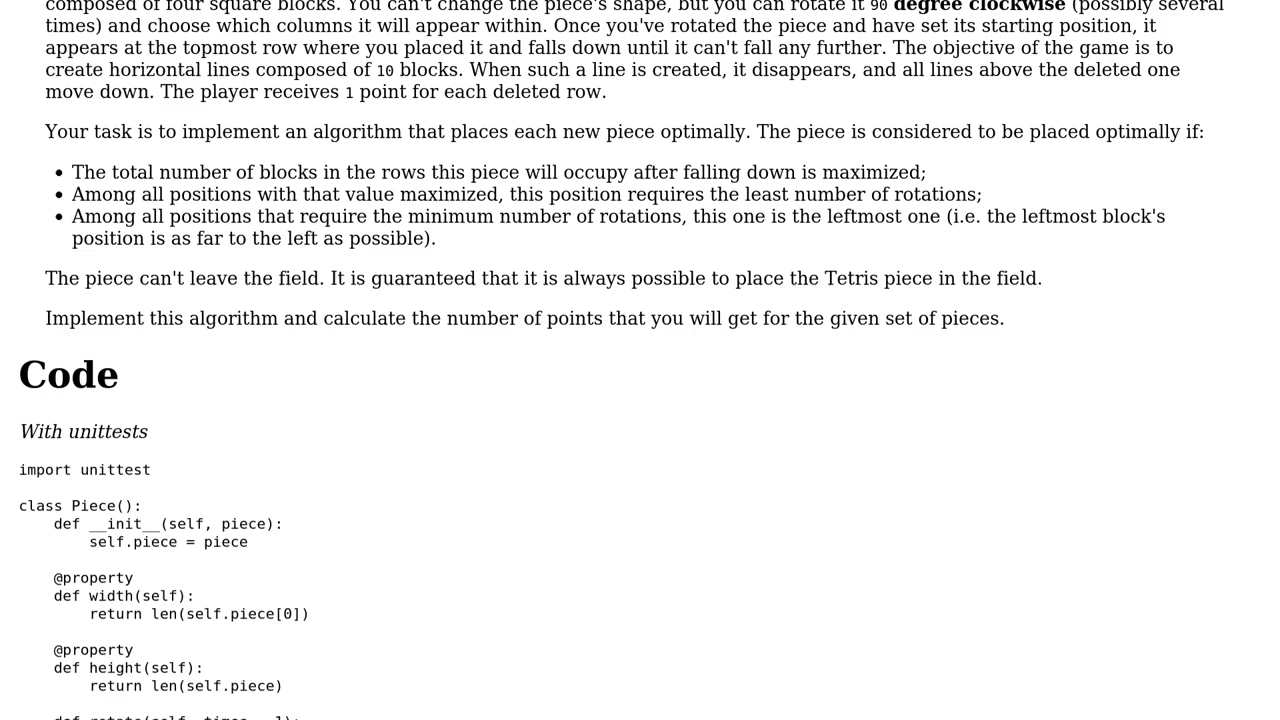 composed of four square blocks. You can't change the piece's shape, but you can rotate it 90 degree clockwise (possibly several
times) and choose which columns it will appear within. Once you've rotated the piece and have set its starting position, it
appears at the topmost row where you placed it and falls down until it can't fall any further. The objective of the game is to
create horizontal lines composed of 10 blocks. When such a line is created, it disappears, and all lines above the deleted one
move down. The player receives 1 point for each deleted row.
Your task is to implement an algorithm that places each new piece optimally. The piece is considered to be placed optimally if:
• The total number of blocks in the rows this piece will occupy after falling down is maximized;
• Among all positions with that value maximized, this position requires the least number of rotations;
• Among all positions that require the minimum number of rotations, this one is the leftmost one (i.e. the leftmost block's
position is as far to the left as possible).
The piece can't leave the field. It is guaranteed that it is always possible to place the Tetris piece in the field.
Implement this algorithm and calculate the number of points that you will get for the given set of pieces.
Code
With unittests
import unittest
class Piece():
    def __init__(self, piece):
        self.piece = piece
    @property
    def width(self):
        return len(self.piece[0])
    @property
    def height(self):
        return len(self.piece)